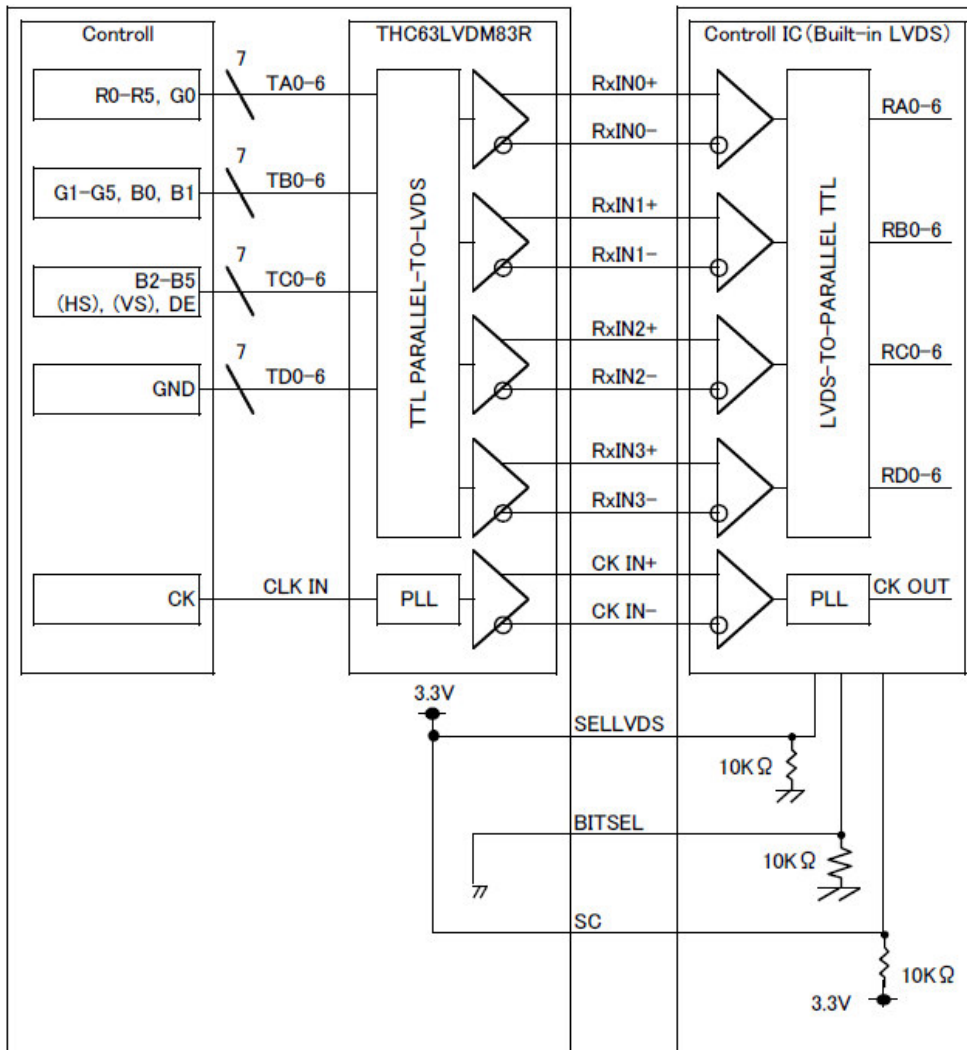 Controll
THC63LVDM83R
Controll IC(Built-in LVDS)
R0-R5, G0
7
TA0-6
RxIN0+
RxIN0-
RA0-6
G1-G5, B0, B1
7
TB0-6
RxIN1+
RxIN1-
RB0-6
B2-B5
(HS), (VS), DE
7
TC0-6
RxIN2+
RxIN2-
RC0-6
GND
7
TD0-6
RxIN3+
RxIN3-
RD0-6
TTL PARALLEL-TO-LVDS
LVDS-TO-PARALLEL TTL
CK
CLK IN
PLL
CK IN+
CK IN-
PLL
CK OUT
3.3V
SELLVDS
10KΩ
BITSEL
10KΩ
SC
10KΩ
3.3V